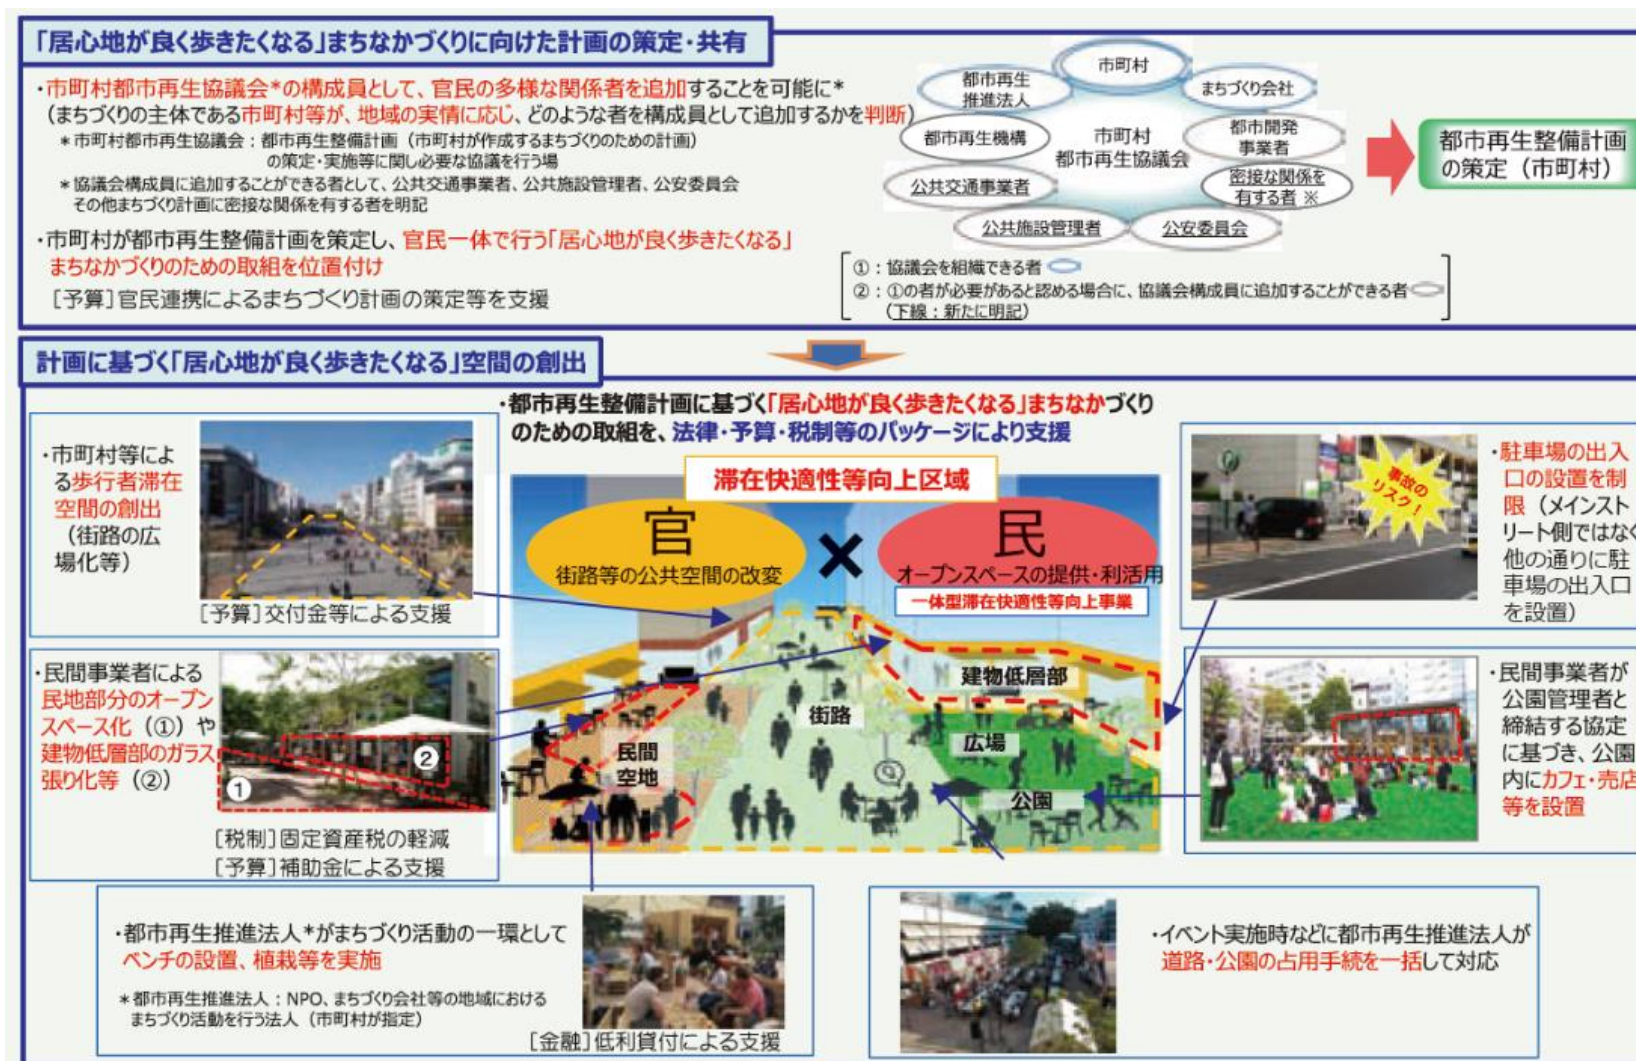 「居心地が良く歩きたくなる」まちなかづくりに向けた計画の策定・共有
・市町村都市再生協議会*の構成員として、官民の多様な関係者を追加することを可能に*
(まちづくりの主体である市町村等が、地域の実情に応じ、どのような者を構成員として追加するかを判断)
*市町村都市再生協議会:都市再生整備計画(市町村が作成するまちづくりのための計画)
の策定・実施等に関し必要な協議を行う場
*協議会構成員に追加することができる者として、公共交通事業者、公共施設管理者、公安委員会
その他まちづくり計画に密接な関係を有する者を明記
・市町村が都市再生整備計画を策定し、官民一体で行う「居心地が良く歩きたくなる」
まちなかづくりのための取組を位置付け
[予算]官民連携によるまちづくり計画の策定等を支援
市町村
都市再生
推進法人
まちづくり会社
都市再生機構
市町村
都市再生協議会
都市開発
事業者
公共交通事業者
密接な関係を
有する者 ※
公共施設管理者
公安委員会
都市再生整備計画
の策定(市町村)
①:協議会を組織できる者
②:①の者が必要があると認める場合に、協議会構成員に追加することができる者
(下線:新たに明記)
計画に基づく「居心地が良く歩きたくなる」空間の創出
・都市再生整備計画に基づく「居心地が良く歩きたくなる」まちなかづくり
のための取組を、法律・予算・税制等のパッケージにより支援
・市町村等によ
る歩行者滞在
空間の創出
(街路の広
場化等)
[予算]交付金等による支援
滞在快適性等向上区域
官
街路等の公共空間の改変
×
民
オープンスペースの提供・利活用
一体型滞在快適性等向上事業
建物低層部
街路
広場
民間
空地
公園
事故の
リスク!
・駐車場の出入
口の設置を制
限(メインスト
リート側ではなく
他の通りに駐
車場の出入口
を設置)
・民間事業者による
民地部分のオープン
スペース化(①)や
建物低層部のガラス
張り化等(②)
①
②
[税制]固定資産税の軽減
[予算]補助金による支援
・民間事業者が
公園管理者と
締結する協定
に基づき、公園
内にカフェ・売店
等を設置
・都市再生推進法人*がまちづくり活動の一環として
ベンチの設置、植栽等を実施
*都市再生推進法人:NPO、まちづくり会社等の地域における
まちづくり活動を行う法人(市町村が指定)
[金融]低利貸付による支援
・イベント実施時などに都市再生推進法人が
道路・公園の占用手続を一括して対応